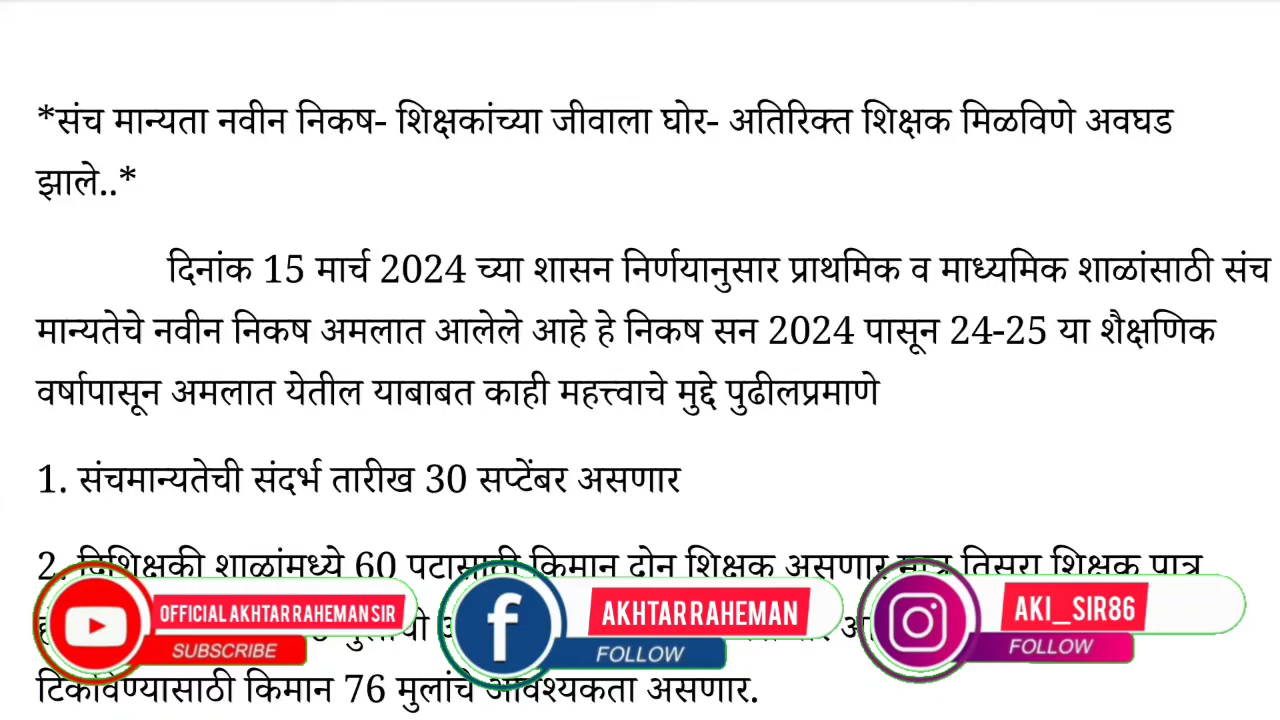 *संच मान्यता नवीन निकष- शिक्षकांच्या जीवाला घोर- अतिरिक्त शिक्षक मिळविणे अवघड
झाले..*
दिनांक 15 मार्च 2024 च्या शासन निर्णयानुसार प्राथमिक व माध्यमिक शाळांसाठी संच
मान्यतेचे नवीन निकष अमलात आलेले आहे हे निकष सन 2024 पासून 24-25 या शैक्षणिक
वर्षापासून अमलात येतील याबाबत काही महत्त्वाचे मुद्दे पुढीलप्रमाणे
1. संचमान्यतेची संदर्भ तारीख 30 सप्टेंबर असणार
2. द्विशिक्षकी शाळांमध्ये 60 पटासाठी किमान दोन शिक्षक असणार मात्र तिसरा शिक्षक पात्र
टिकविण्यासाठी किमान 76 मुलांचे आवश्यकता असणार.
OFFICIAL AKHTAR RAHEMAN SIR
SUBSCRIBE
AKHTAR RAHEMAN
FOLLOW
AKI_SIR86
FOLLOW